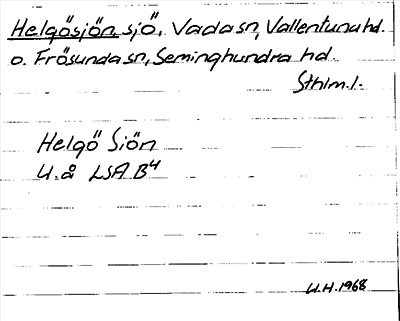 Helgösjön sjö, Vada sn, Vallentuna hd.
o. Frösunda sn, Seminghundra hd.
Sthlm.l.
Helgö Siön
U.å LSA B4
U.H. 1968